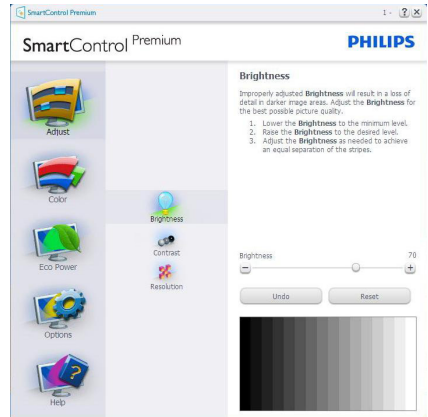 SmartControl Premium
1 - ? X
SmartControl Premium
PHILIPS
Adjust
Color
Eco Power
Options
Help
Brightness
Contrast
Resolution
Brightness
Improperly adjusted Brightness will result in a loss of
detail in darker image areas. Adjust the Brightness for
the best possible picture quality.
1. Lower the Brightness to the minimum level.
2. Raise the Brightness to the desired level.
3. Adjust the Brightness as needed to achieve
an equal separation of the stripes.
Brightness 70
Undo Reset